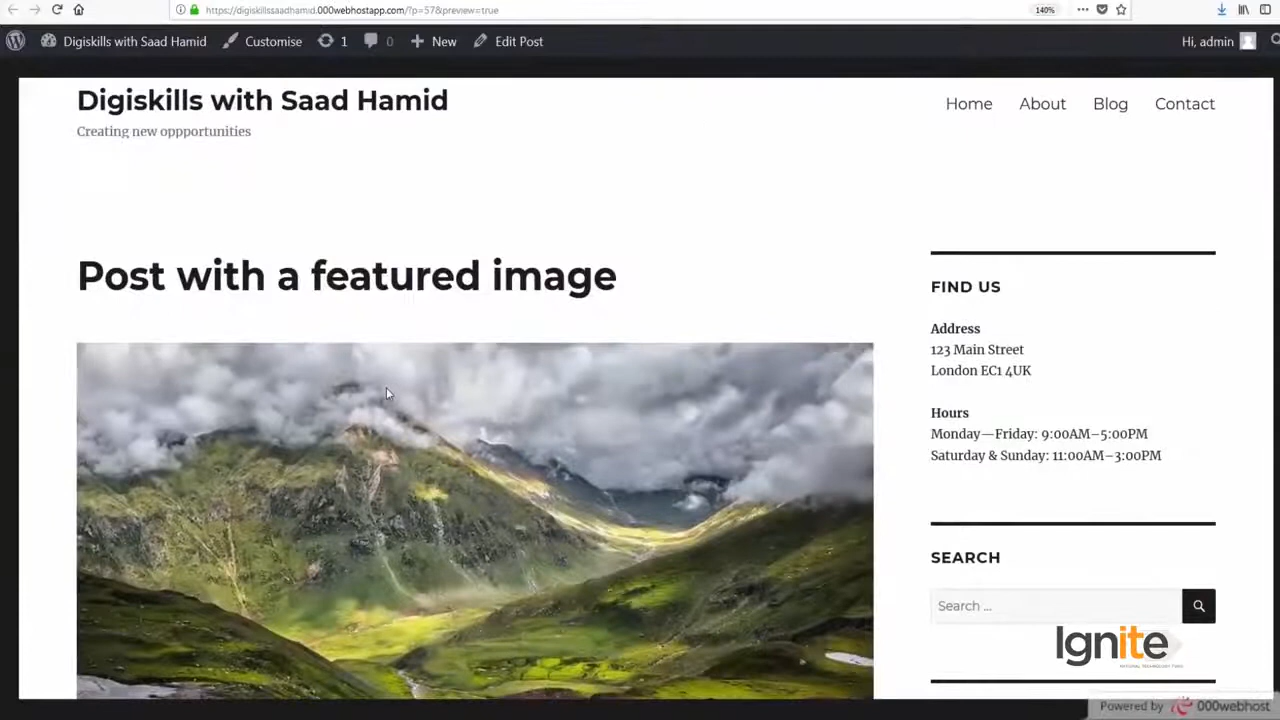 https://digiskillssaadhamid.000webhostapp.com/?p=57&preview=true
140%
Digiskills with Saad Hamid
Customise
1
0
New
Edit Post
Hi, admin
Digiskills with Saad Hamid
Creating new oppportunities
Home
About
Blog
Contact
Post with a featured image
FIND US
Address
123 Main Street
London EC1 4UK
Hours
Monday—Friday: 9:00AM–5:00PM
Saturday & Sunday: 11:00AM–3:00PM
SEARCH
Search ...
Ignite
NATIONAL TECHNOLOGY FUND
Powered by 000webhost